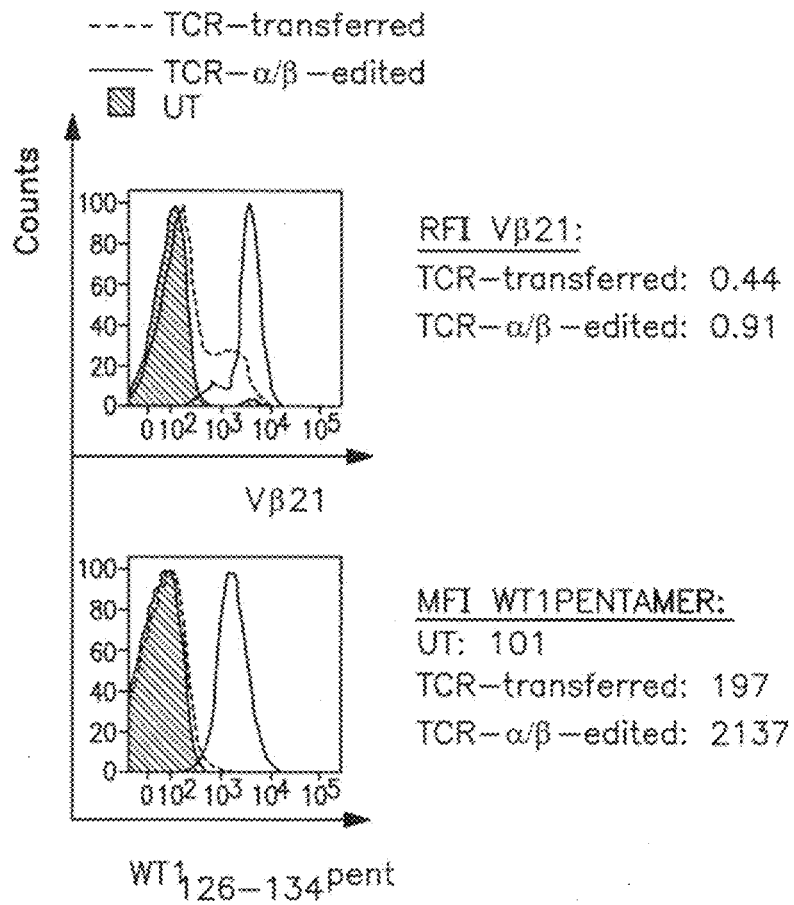 TCR-transferred
TCR-α/β-edited
UT
Counts
100
80
60
40
20
0
0 10² 10³ 10⁴ 10⁵
Vβ21
RFI Vβ21:
TCR-transferred: 0.44
TCR-α/β-edited: 0.91
100
80
60
40
20
0
0 10² 10³ 10⁴ 10⁵
WT1126-134pent
MFI WT1PENTAMER:
UT: 101
TCR-transferred: 197
TCR-α/β-edited: 2137